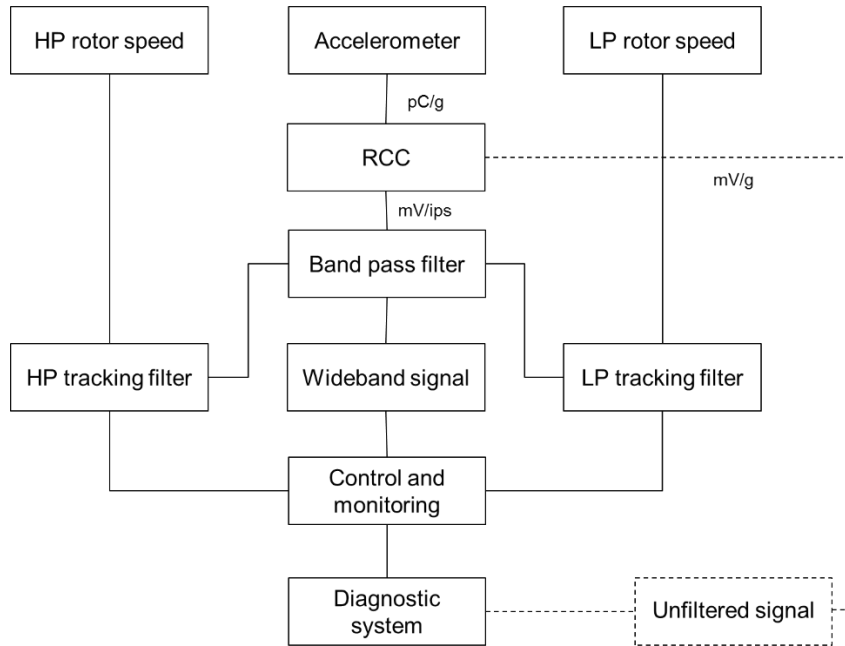 HP rotor speed
Accelerometer
LP rotor speed
pC/g
RCC
mV/g
mV/ips
Band pass filter
HP tracking filter
Wideband signal
LP tracking filter
Control and
monitoring
Diagnostic
system
Unfiltered signal